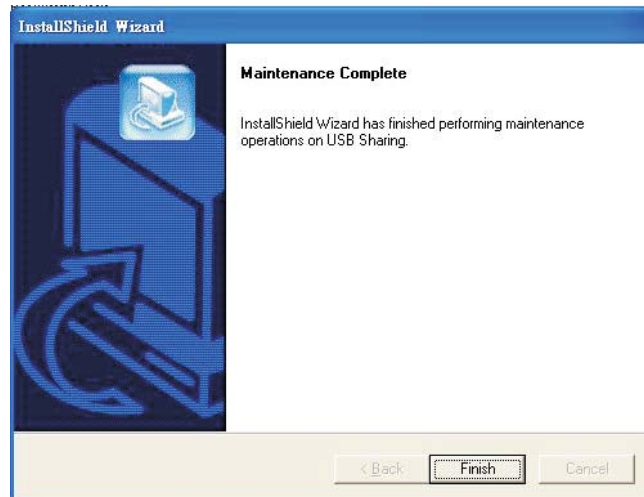 InstallShield Wizard
Maintenance Complete
InstallShield Wizard has finished performing maintenance
operations on USB Sharing.
< Back
Finish
Cancel